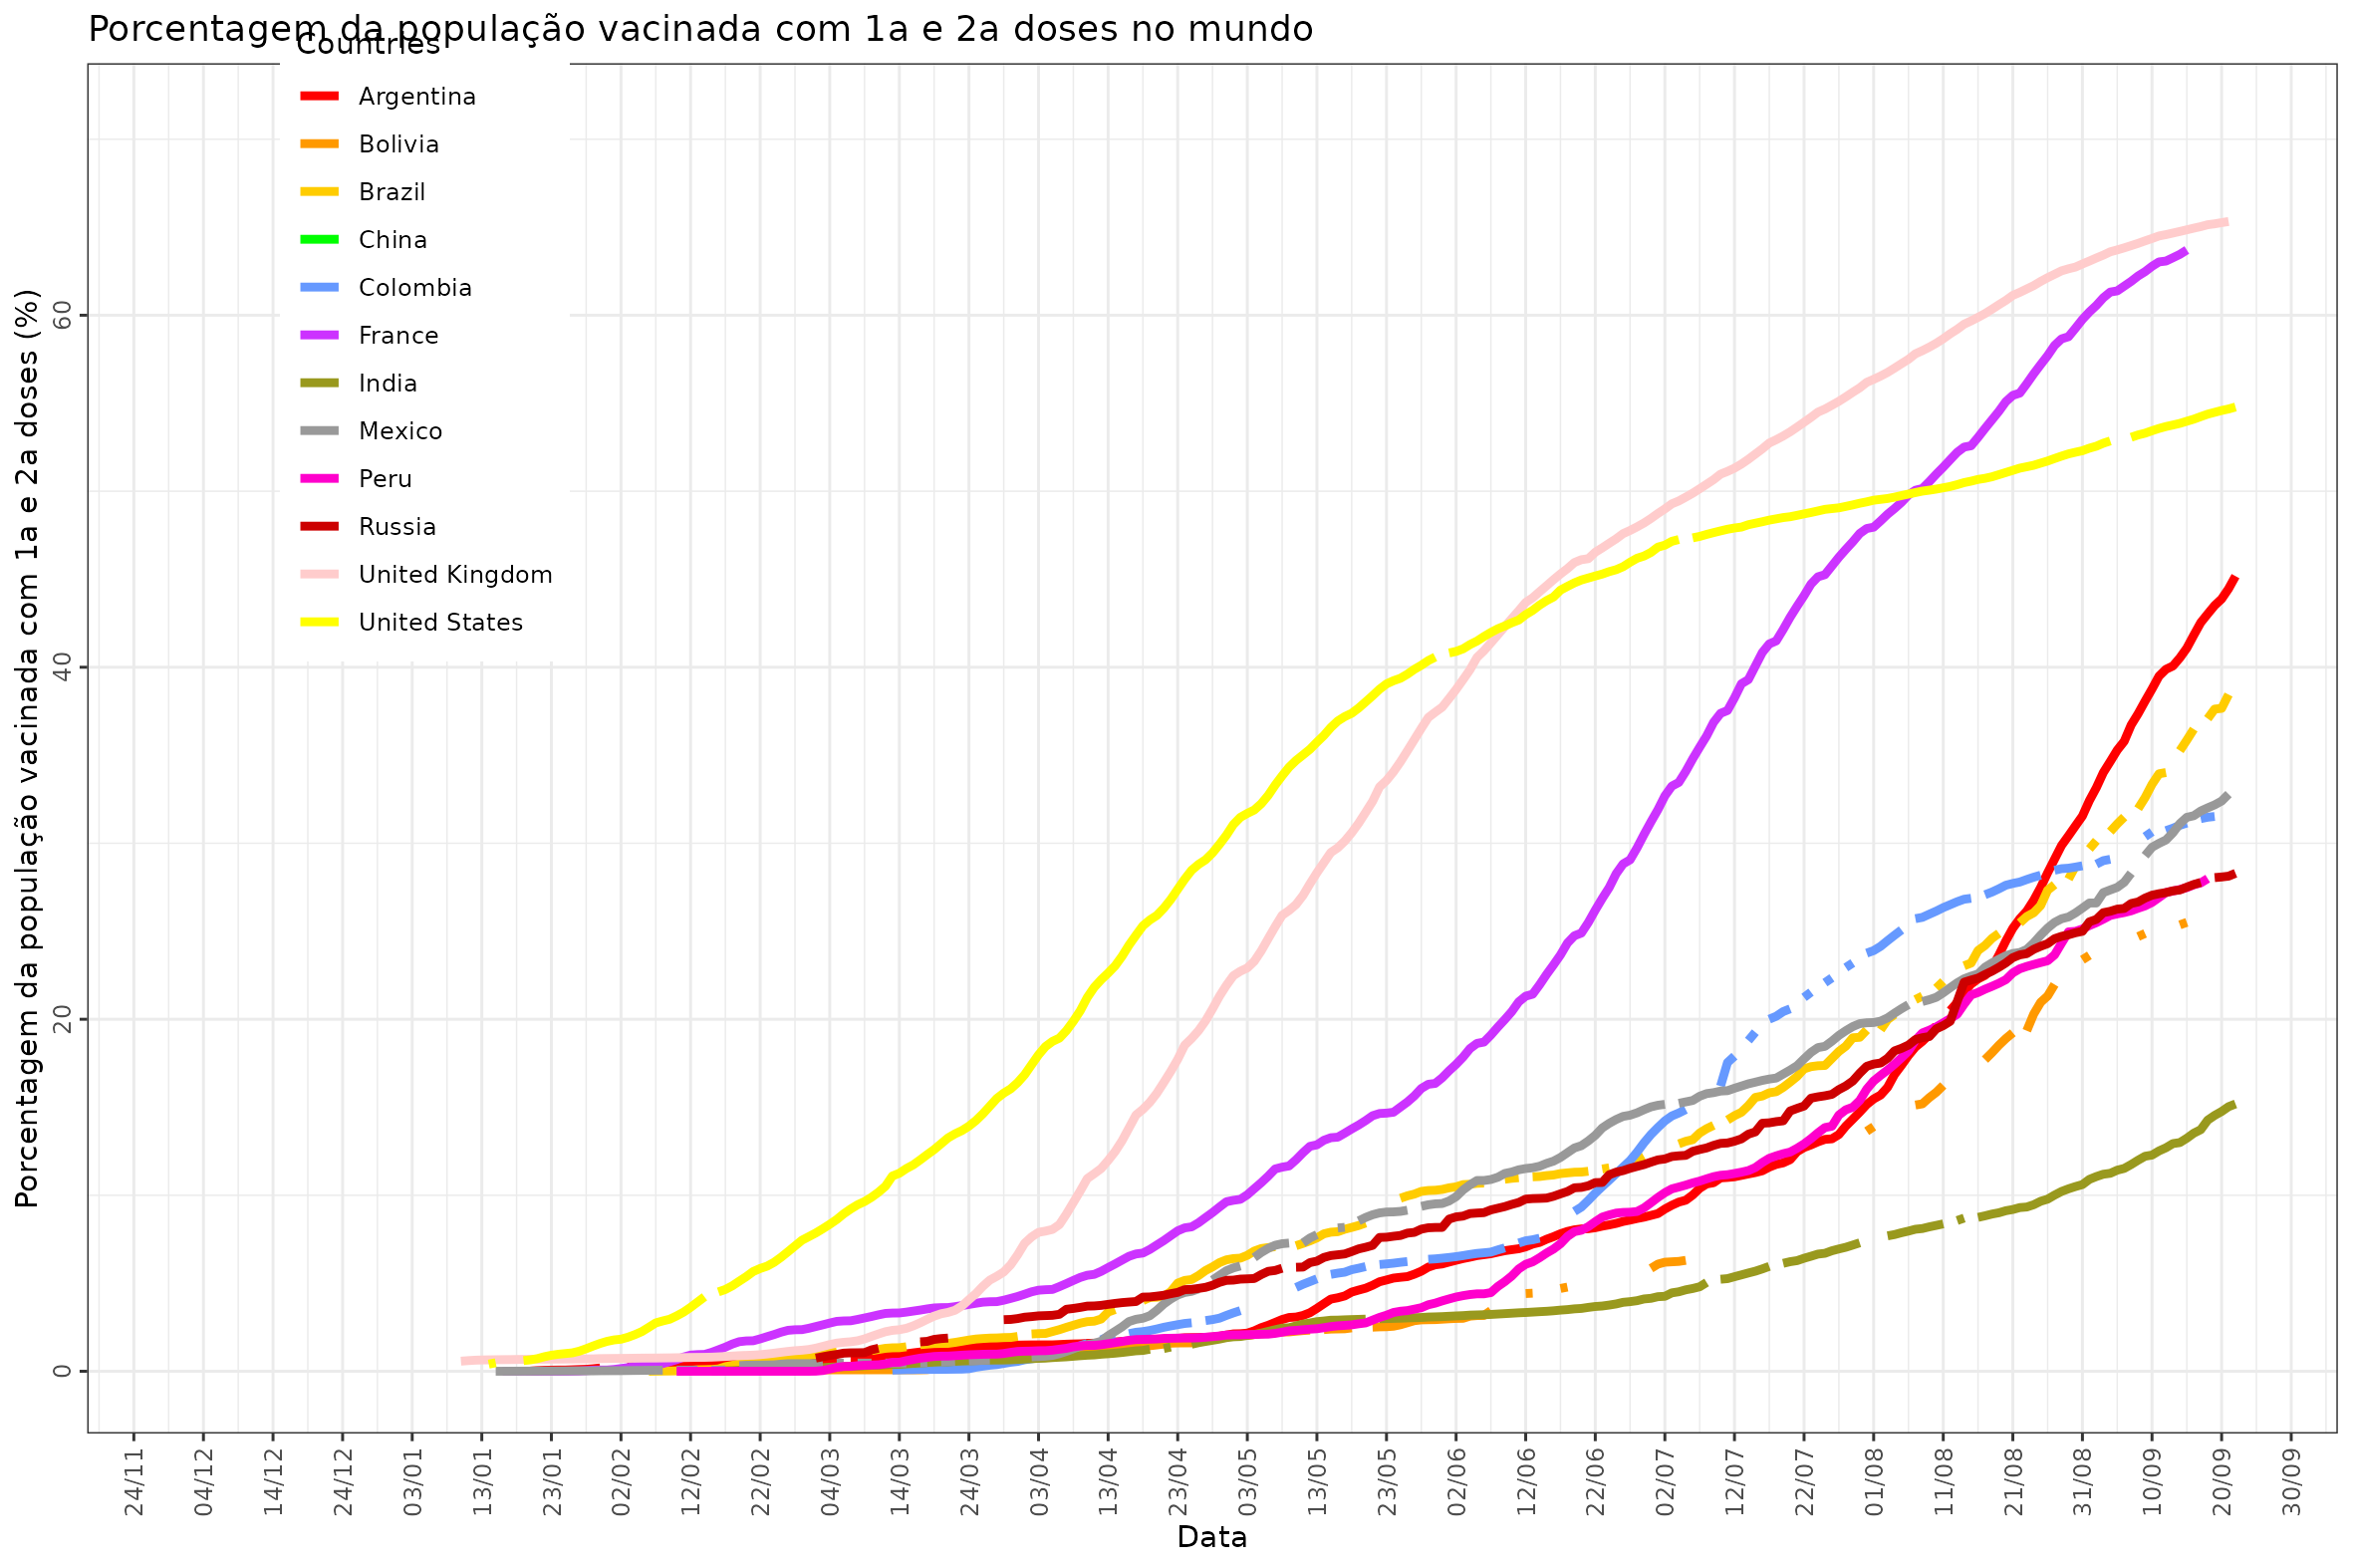 Porcentagem da população vacinada com 1a e 2a doses no mundo
Countries
Argentina
Bolivia
Brazil
China
Colombia
France
India
Mexico
Peru
Russia
United Kingdom
United States
Porcentagem da população vacinada com 1a e 2a doses (%)
60
40
20
0
24/11 04/12 14/12 24/12 03/01 13/01 23/01 02/02 12/02 22/02 04/03 14/03 24/03 03/04 13/04 23/04 03/05 13/05 23/05 02/06 12/06 22/06 02/07 12/07 22/07 01/08 11/08 21/08 31/08 10/09 20/09 30/09
Data